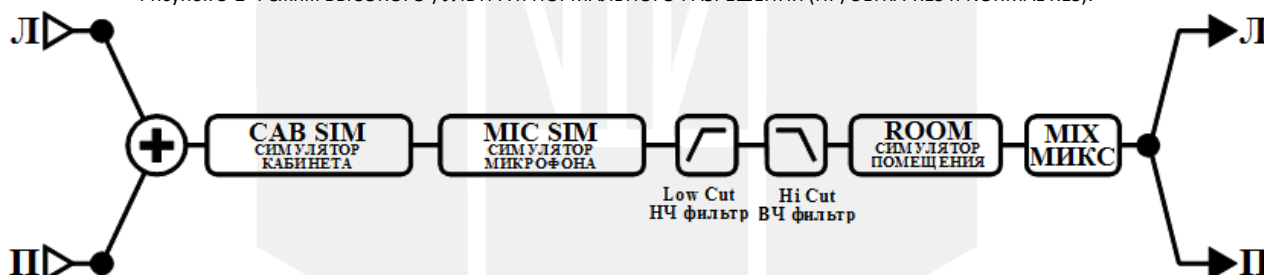 Л
Л
CAB SIM
СИМУЛЯТОР
КАБИНЕТА
MIC SIM
СИМУЛЯТОР
МИКРОФОНА
ROOM
СИМУЛЯТОР
ПОМЕЩЕНИЯ
MIX
МИКС
Low Cut
НЧ фильтр
Hi Cut
ВЧ фильтр
П
П